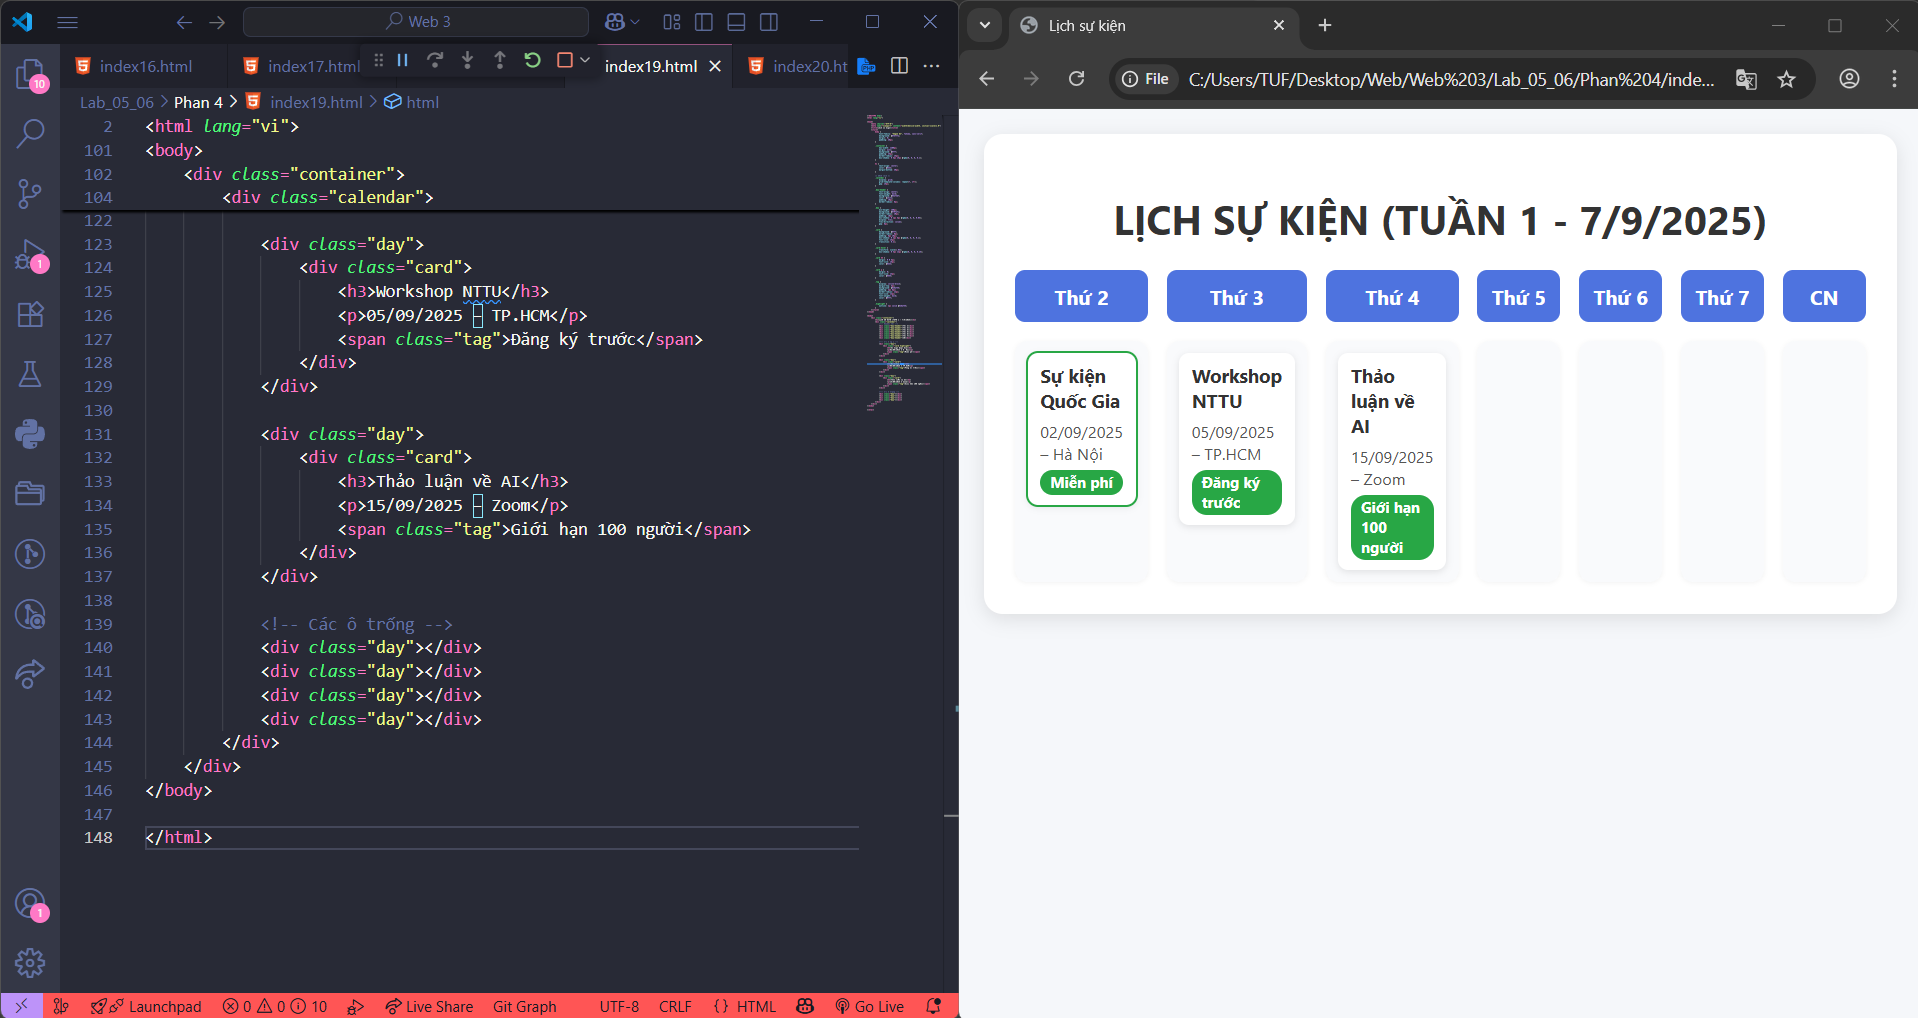 Web 3
index16.html
index17.html
index19.html
index20.ht
Lab_05_06 > Phan 4 > index19.html > html
2 <html lang="vi">
101 <body>
102 <div class="container">
104 <div class="calendar">
122
123 <div class="day">
124 <div class="card">
125 <h3>Workshop NTTU</h3>
126 <p>05/09/2025 – TP.HCM</p>
127 <span class="tag">Đăng ký trước</span>
128 </div>
129 </div>
130
131 <div class="day">
132 <div class="card">
133 <h3>Thảo luận về AI</h3>
134 <p>15/09/2025 – Zoom</p>
135 <span class="tag">Giới hạn 100 người</span>
136 </div>
137 </div>
138
139 <!-- Các ô trống -->
140 <div class="day"></div>
141 <div class="day"></div>
142 <div class="day"></div>
143 <div class="day"></div>
144 </div>
145 </div>
146 </body>
147
148 </html>
10
1
1
Launchpad 0 0 10 Live Share Git Graph UTF-8 CRLF {} HTML Go Live
Lịch sự kiện
File C:/Users/TUF/Desktop/Web/Web%203/Lab_05_06/Phan%204/inde...
LỊCH SỰ KIỆN (TUẦN 1 - 7/9/2025)
Thứ 2 Thứ 3 Thứ 4 Thứ 5 Thứ 6 Thứ 7 CN
Sự kiện
Quốc Gia
02/09/2025
– Hà Nội
Miễn phí
Workshop
NTTU
05/09/2025
– TP.HCM
Đăng ký
trước
Thảo
luận về
AI
15/09/2025
– Zoom
Giới hạn
100
người